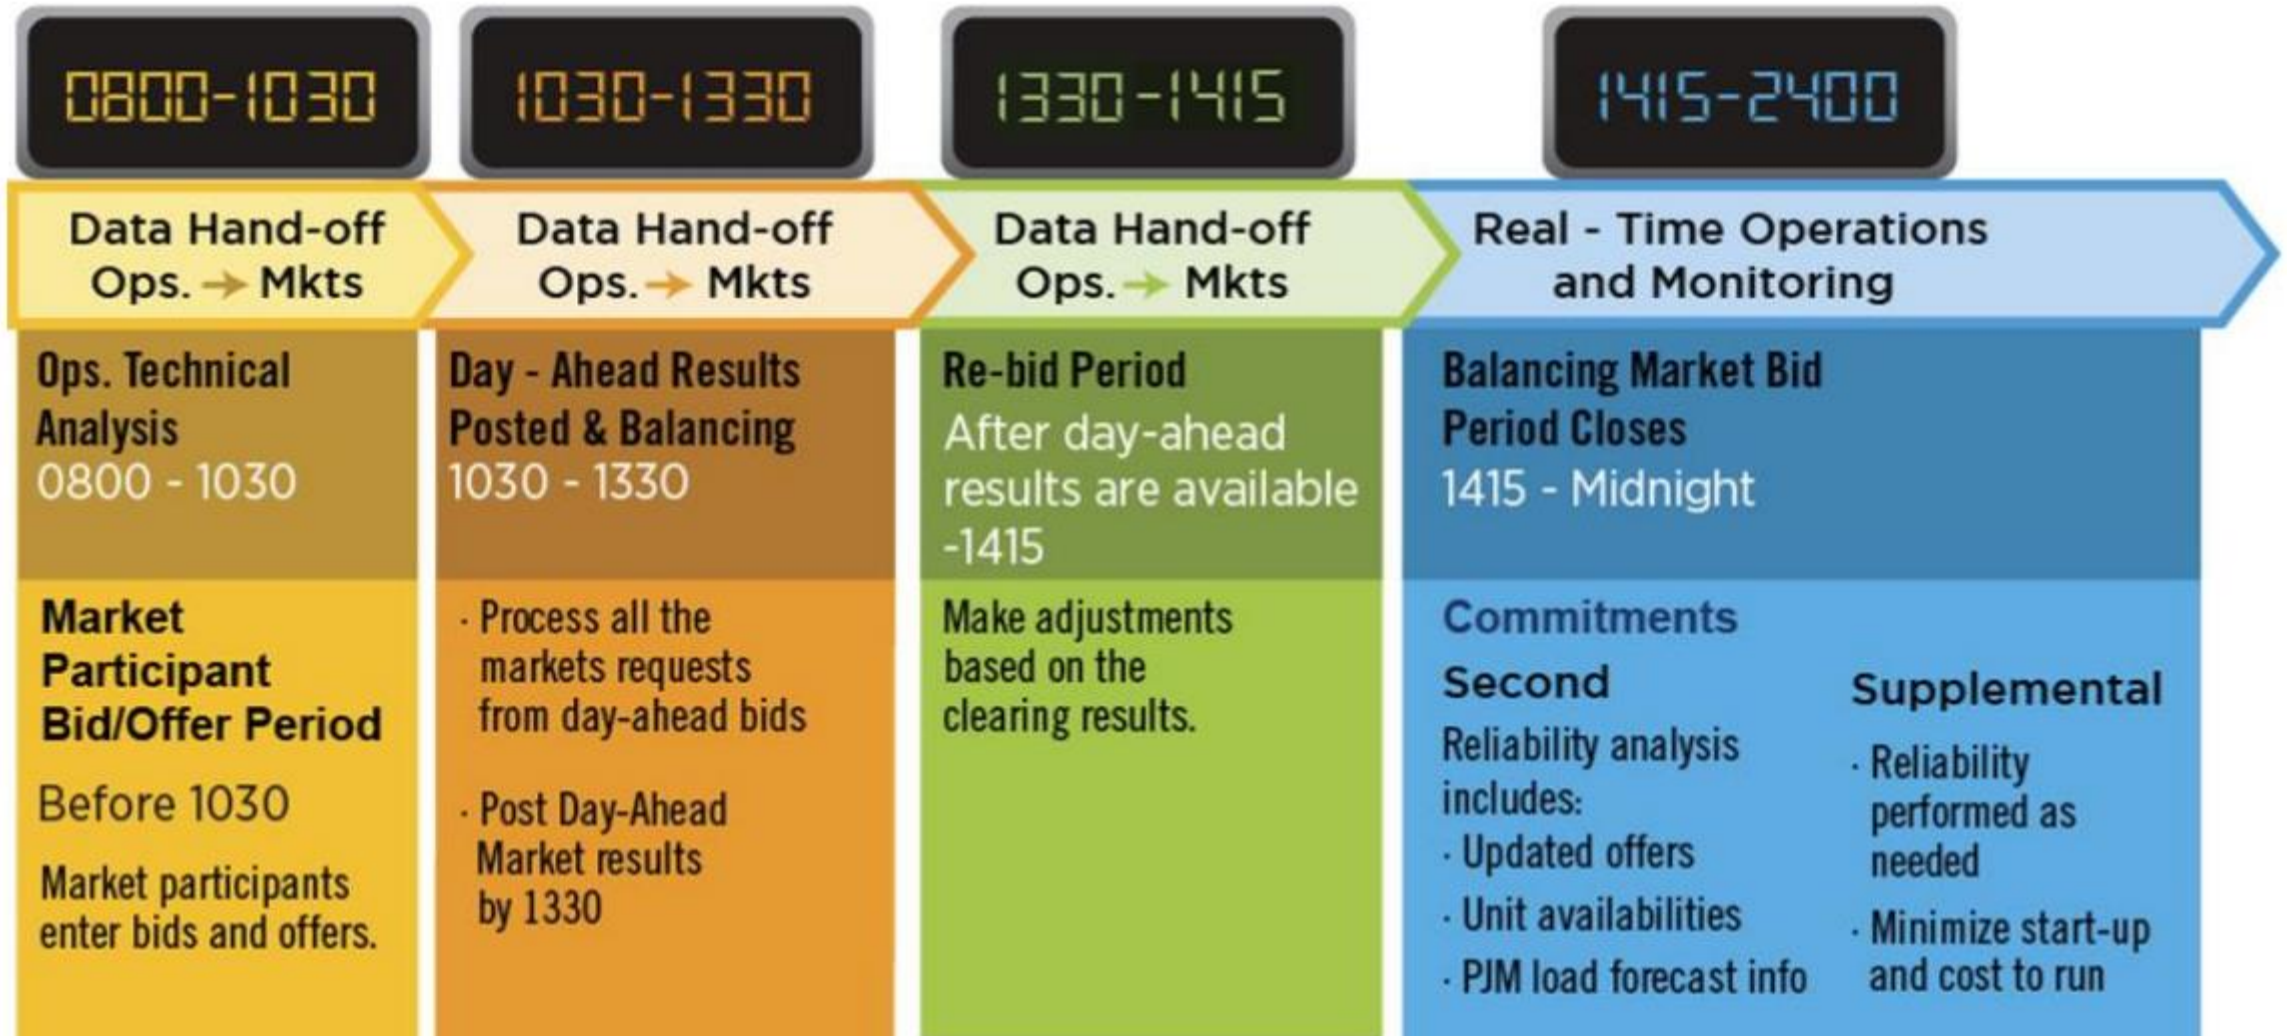 0800-1030
1030-1330
1330-1415
1415-2400
Data Hand-off
Ops. → Mkts
Data Hand-off
Ops. → Mkts
Data Hand-off
Ops. → Mkts
Real - Time Operations
and Monitoring
Ops. Technical
Analysis
0800 - 1030
Market
Participant
Bid/Offer Period
Before 1030
Market participants
enter bids and offers.
Day - Ahead Results
Posted & Balancing
1030 - 1330
· Process all the
markets requests
from day-ahead bids
· Post Day-Ahead
Market results
by 1330
Re-bid Period
After day-ahead
results are available
-1415
Make adjustments
based on the
clearing results.
Balancing Market Bid
Period Closes
1415 - Midnight
Commitments
Second
Reliability analysis
includes:
· Updated offers
· Unit availabilities
· PJM load forecast info
Supplemental
· Reliability
performed as
needed
· Minimize start-up
and cost to run